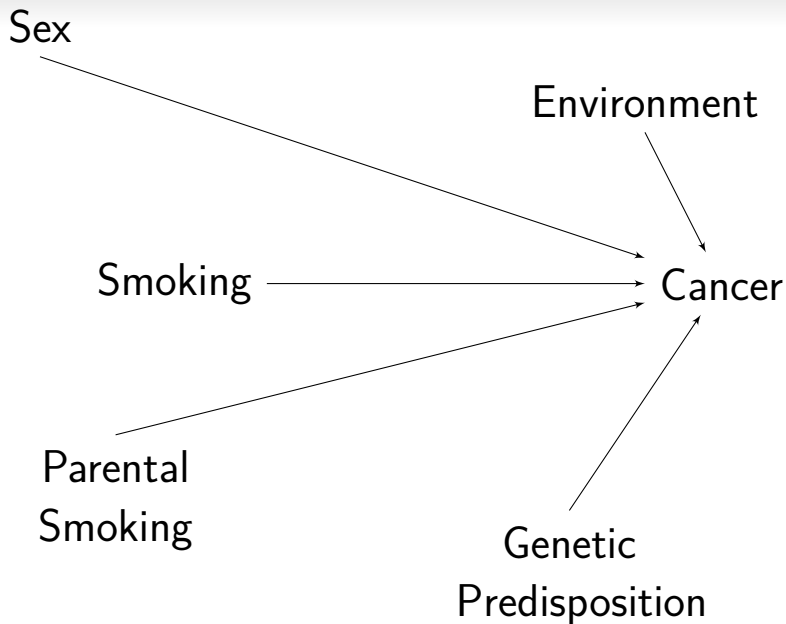 Sex
Environment
Smoking
Cancer
Parental
Smoking
Genetic
Predisposition